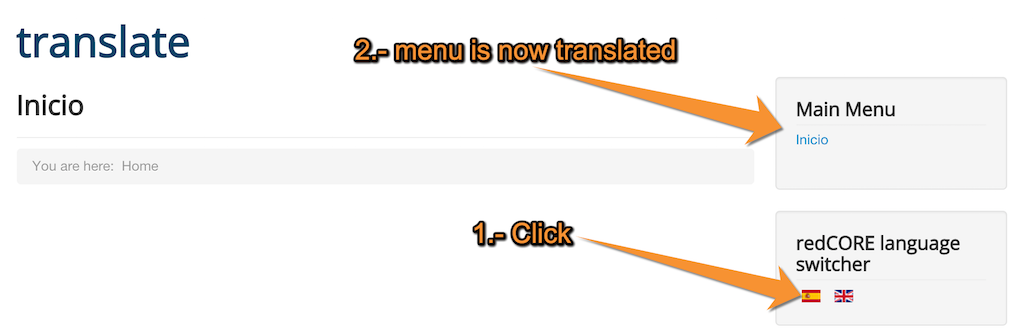 translate
2.- menu is now translated
Inicio
Main Menu
Inicio
You are here: Home
1.- Click
redCORE language
switcher